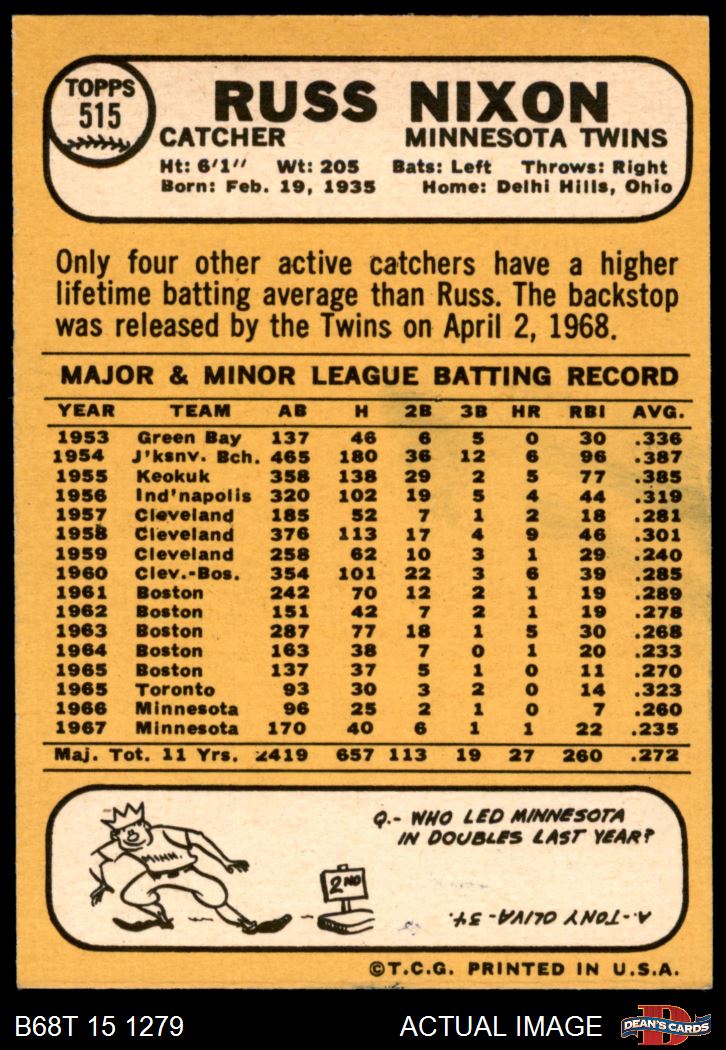 TOPPS
515
RUSS NIXON
CATCHER MINNESOTA TWINS
Ht: 6'1" Wt: 205 Bats: Left Throws: Right
Born: Feb. 19, 1935 Home: Delhi Hills, Ohio
Only four other active catchers have a higher
lifetime batting average than Russ. The backstop
was released by the Twins on April 2, 1968.
MAJOR & MINOR LEAGUE BATTING RECORD
YEAR TEAM AB H 2B 3B HR RBI AVG.
1953 Green Bay 137 46 6 5 0 30 .336
1954 J'ksnv. Bch. 465 180 36 12 6 96 .387
1955 Keokuk 358 138 29 2 5 77 .385
1956 Ind'napolis 320 102 19 5 4 44 .319
1957 Cleveland 185 52 7 1 2 18 .281
1958 Cleveland 376 113 17 4 9 46 .301
1959 Cleveland 258 62 10 3 1 29 .240
1960 Clev.-Bos. 354 101 22 3 6 39 .285
1961 Boston 242 70 12 2 1 19 .289
1962 Boston 151 42 7 2 1 19 .278
1963 Boston 287 77 18 1 5 30 .268
1964 Boston 163 38 7 0 1 20 .233
1965 Boston 137 37 5 1 0 11 .270
1965 Toronto 93 30 3 2 0 14 .323
1966 Minnesota 96 25 2 1 0 7 .260
1967 Minnesota 170 40 6 1 1 22 .235
Maj. Tot. 11 Yrs. 2419 657 113 19 27 260 .272
MINN.
2ND
Q.- WHO LED MINNESOTA
IN DOUBLES LAST YEAR?
A.- TONY OLIVA - 34.
©T.C.G. PRINTED IN U.S.A.
B68T 15 1279 ACTUAL IMAGE
D
DEAN'S CARDS